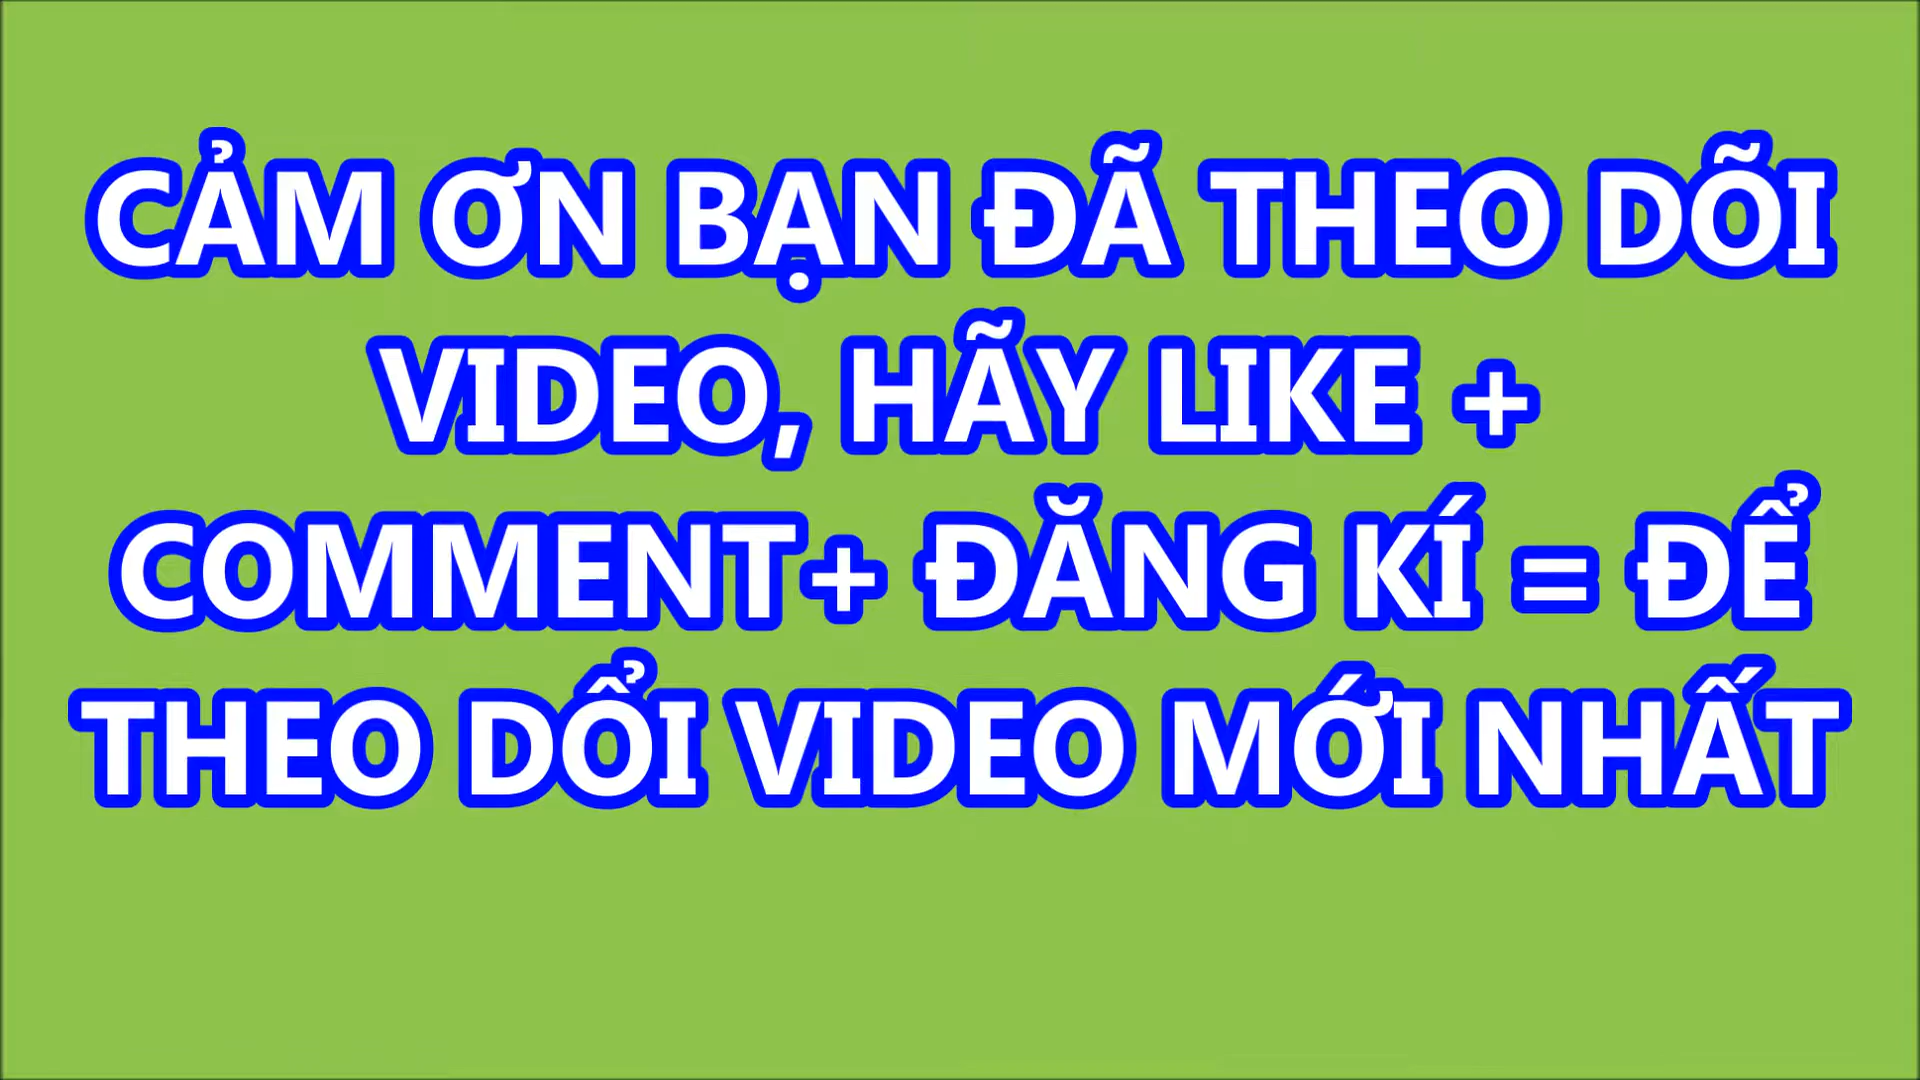 CẢM ƠN BẠN ĐÃ THEO DÕI
VIDEO, HÃY LIKE +
COMMENT+ ĐĂNG KÍ = ĐỂ
THEO DỔI VIDEO MỚI NHẤT